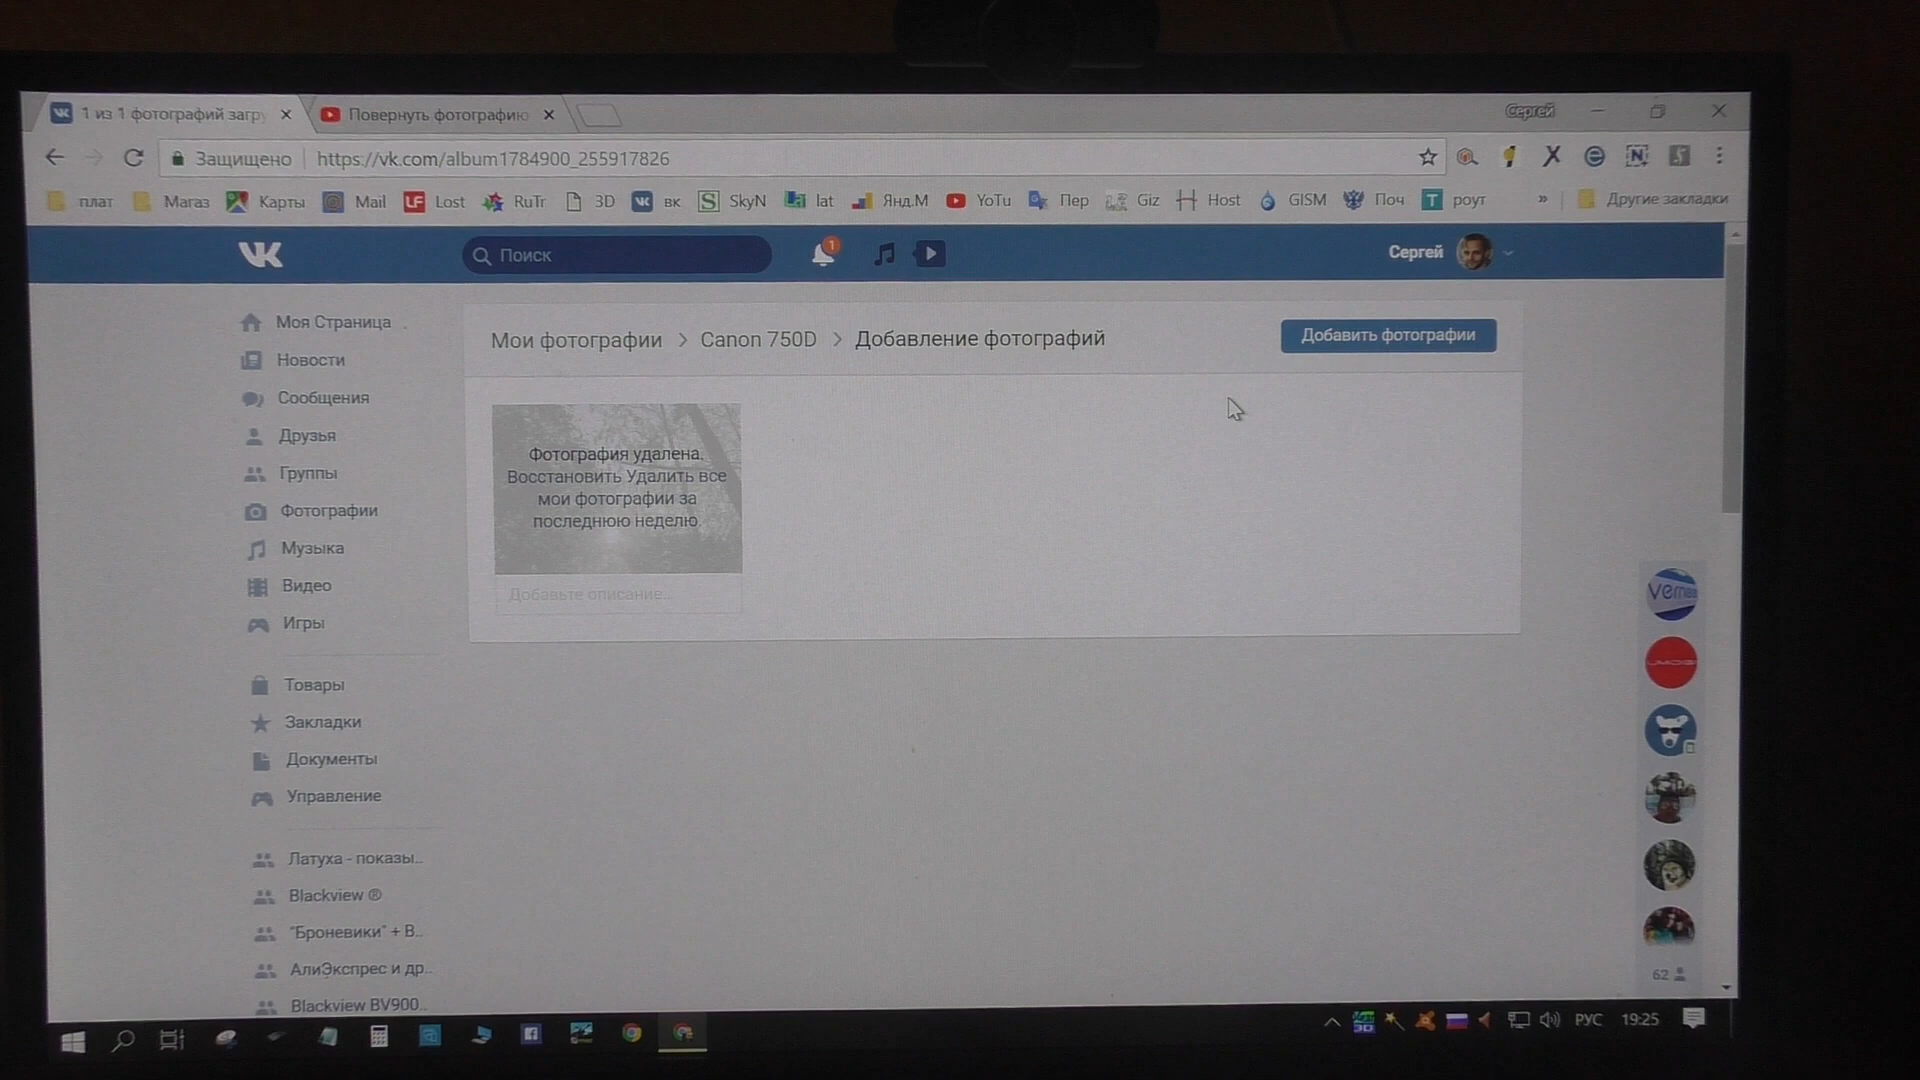 1 из 1 фотографий загр
Повернуть фотографию
Сергей
Защищено
https://vk.com/album1784900_255917826
плат
Магаз
Карты
Mail
LF
Lost
RuTr
3D
вк
S
SkyN
lat
Янд.М
YoTu
Пер
Giz
Host
GISM
Поч
T
роут
»
Другие закладки
Поиск
1
Сергей
Моя Страница
Новости
Сообщения
Друзья
Группы
Фотографии
Музыка
Видео
Игры
Товары
Закладки
Документы
Управление
Латуха - показы..
Blackview ®
"Броневики" + В..
АлиЭкспрес и др..
Blackview BV900..
Мои фотографии > Canon 750D > Добавление фотографий
Добавить фотографии
Фотография удалена.
Восстановить Удалить все
мои фотографии за
последнюю неделю.
Добавьте описание...
62
РУС
19:25